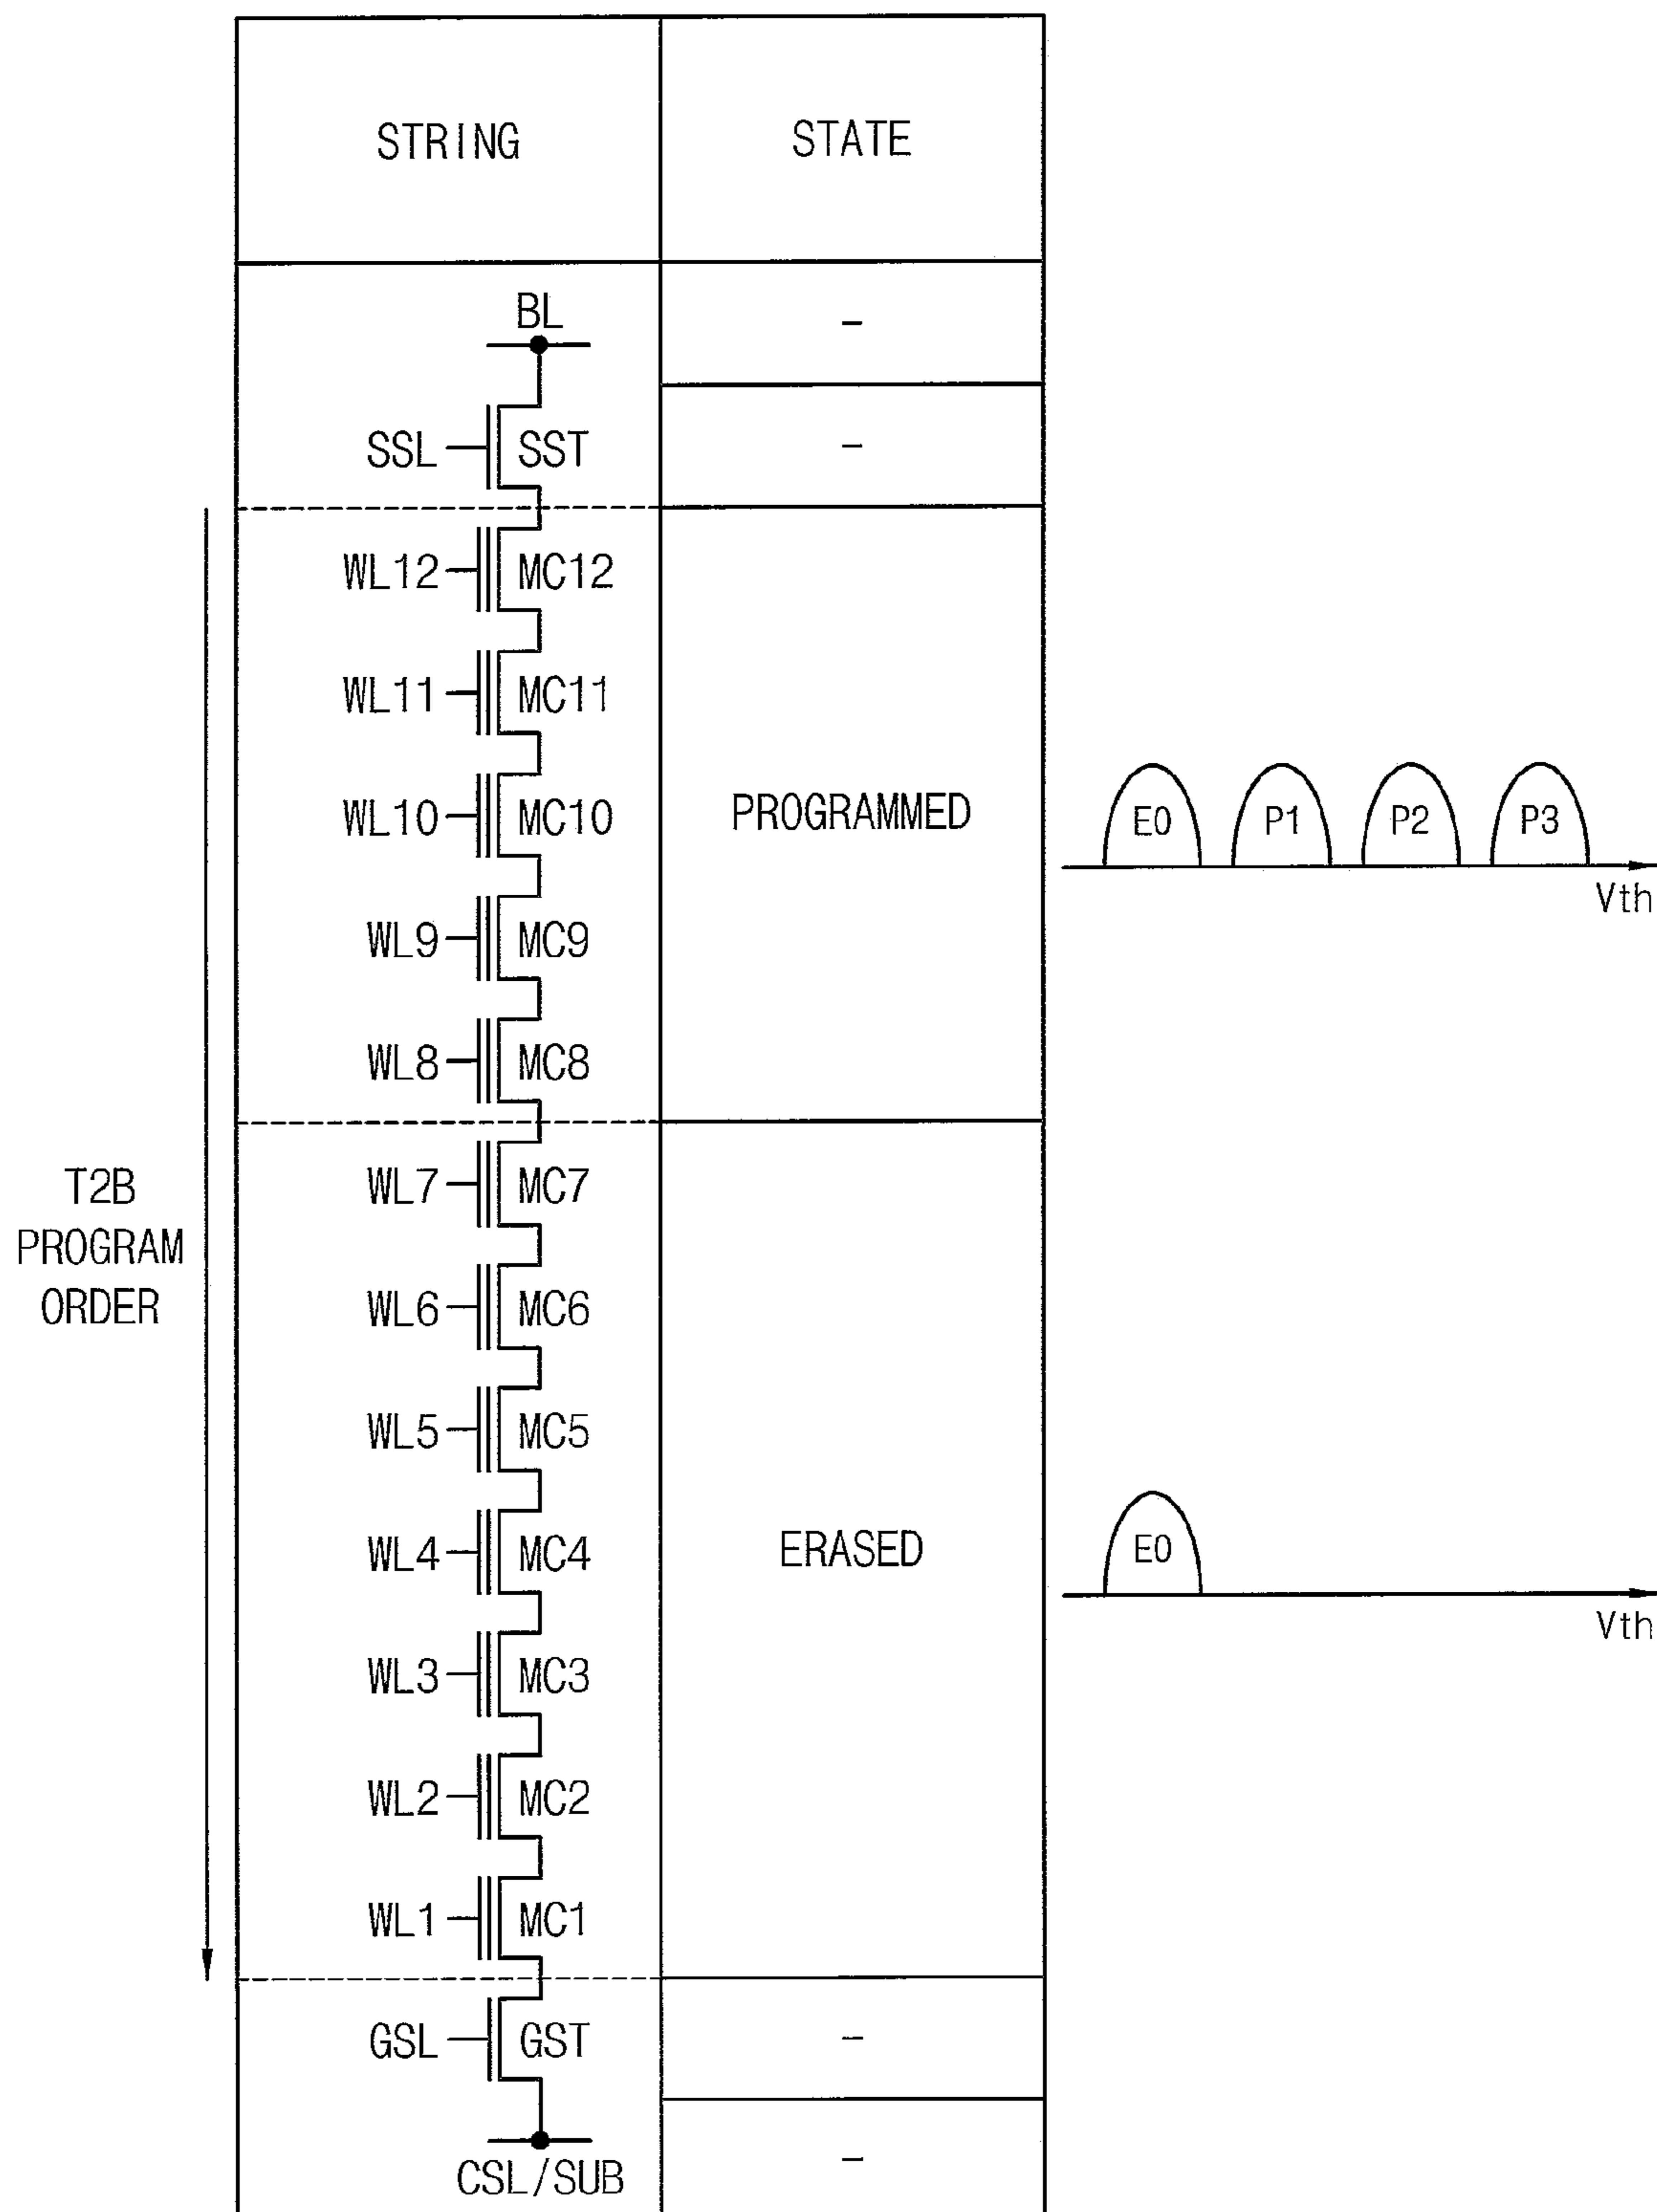 STRING STATE
BL -
SSL SST -
WL12 MC12
WL11 MC11
WL10 MC10 PROGRAMMED E0 P1 P2 P3
Vth
WL9 MC9
WL8 MC8
T2B
PROGRAM
ORDER
WL7 MC7
WL6 MC6
WL5 MC5
WL4 MC4 ERASED E0
Vth
WL3 MC3
WL2 MC2
WL1 MC1
GSL GST -
CSL/SUB -